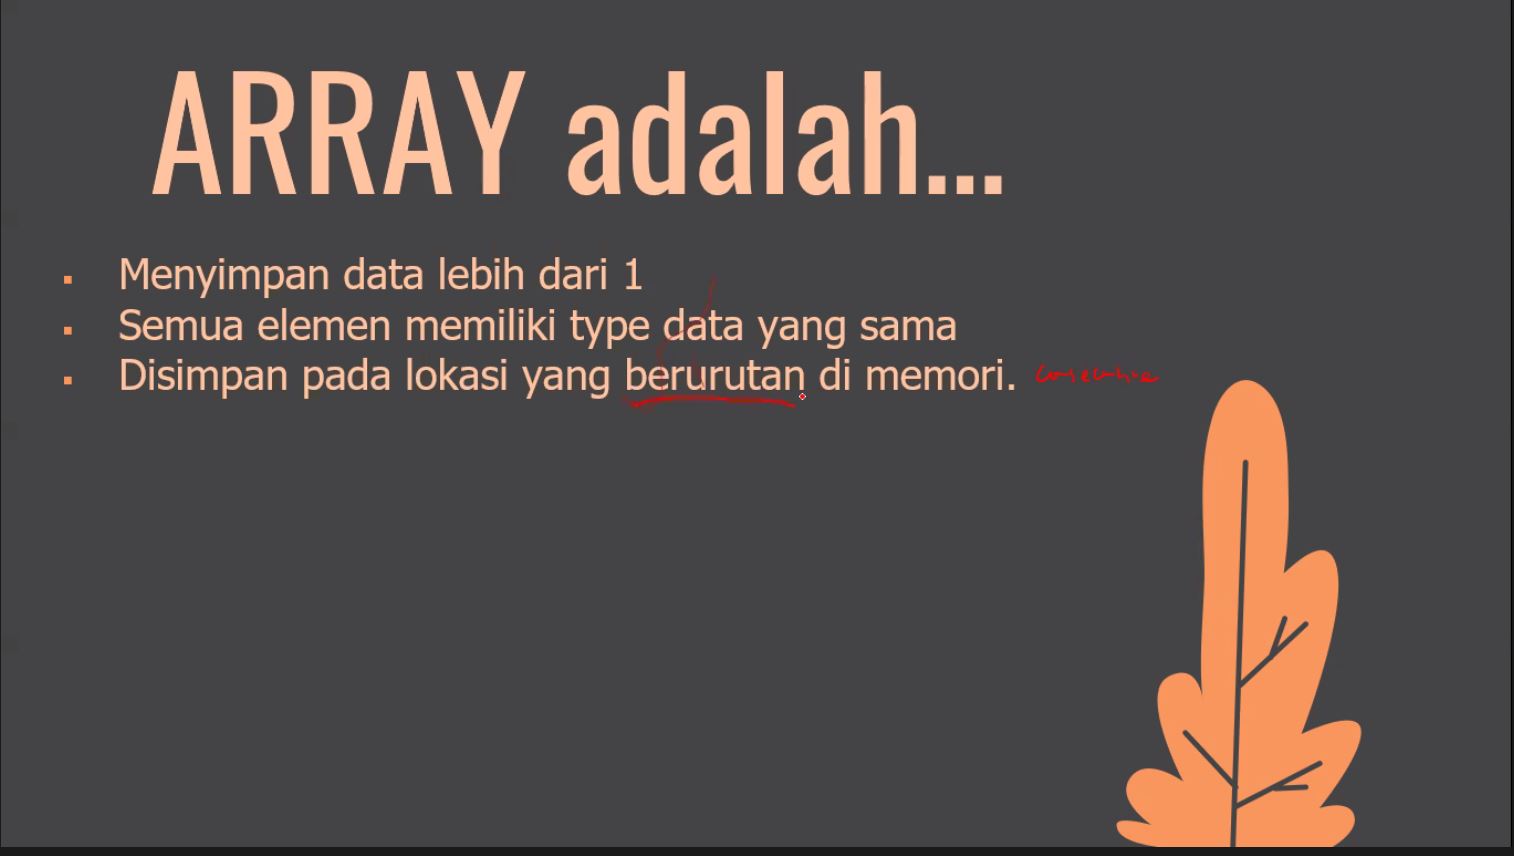 ARRAY adalah...
Menyimpan data lebih dari 1
Semua elemen memiliki type data yang sama
Disimpan pada lokasi yang berurutan di memori.